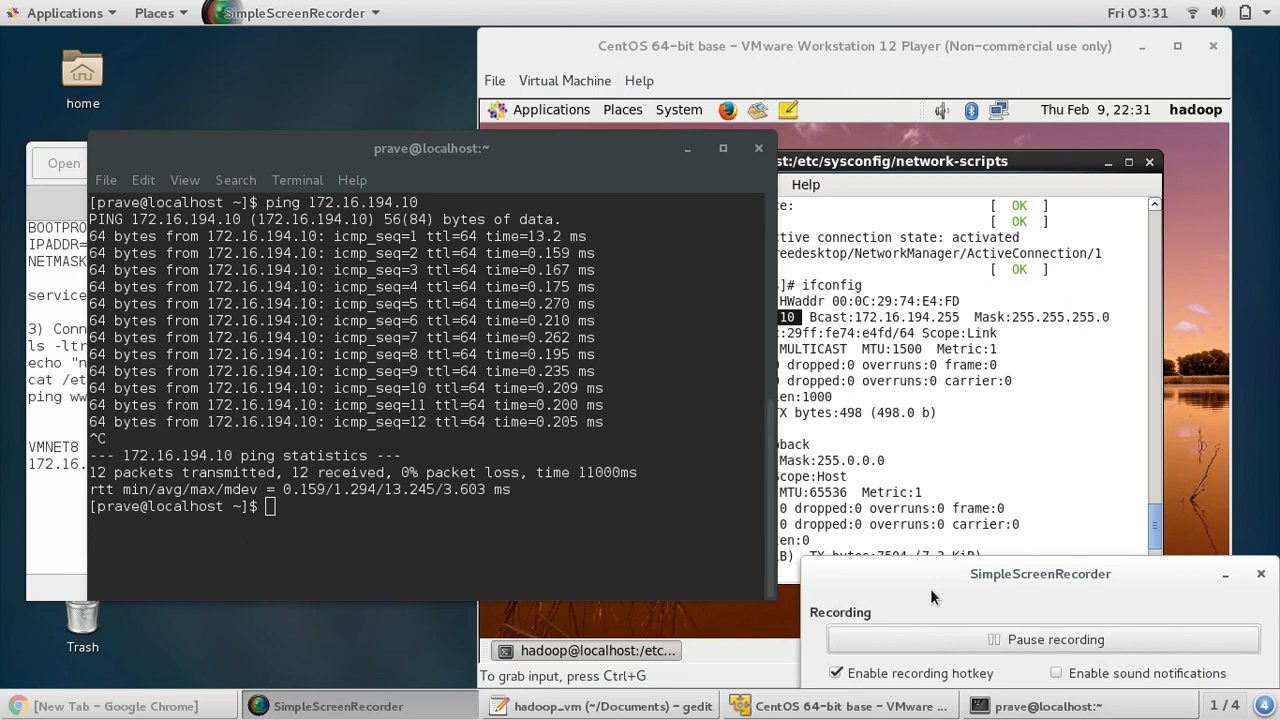 Applications Places SimpleScreenRecorder Fri 03:31
home
CentOS 64-bit base – VMware Workstation 12 Player (Non-commercial use only)
File Virtual Machine Help
Applications Places System Thu Feb 9, 22:31 hadoop
Open
BOOTPRO
IPADDR=
NETMASK
service
3) Conn
ls -ltr
echo "n
cat /et
ping ww
VMNET8
172.16.
prave@localhost:~
File Edit View Search Terminal Help
[prave@localhost ~]$ ping 172.16.194.10
PING 172.16.194.10 (172.16.194.10) 56(84) bytes of data.
64 bytes from 172.16.194.10: icmp_seq=1 ttl=64 time=13.2 ms
64 bytes from 172.16.194.10: icmp_seq=2 ttl=64 time=0.159 ms
64 bytes from 172.16.194.10: icmp_seq=3 ttl=64 time=0.167 ms
64 bytes from 172.16.194.10: icmp_seq=4 ttl=64 time=0.175 ms
64 bytes from 172.16.194.10: icmp_seq=5 ttl=64 time=0.270 ms
64 bytes from 172.16.194.10: icmp_seq=6 ttl=64 time=0.210 ms
64 bytes from 172.16.194.10: icmp_seq=7 ttl=64 time=0.262 ms
64 bytes from 172.16.194.10: icmp_seq=8 ttl=64 time=0.195 ms
64 bytes from 172.16.194.10: icmp_seq=9 ttl=64 time=0.235 ms
64 bytes from 172.16.194.10: icmp_seq=10 ttl=64 time=0.209 ms
64 bytes from 172.16.194.10: icmp_seq=11 ttl=64 time=0.200 ms
64 bytes from 172.16.194.10: icmp_seq=12 ttl=64 time=0.205 ms
^C
--- 172.16.194.10 ping statistics ---
12 packets transmitted, 12 received, 0% packet loss, time 11000ms
rtt min/avg/max/mdev = 0.159/1.294/13.245/3.603 ms
[prave@localhost ~]$
t:/etc/sysconfig/network-scripts
Help
ce: [ OK ]
[ OK ]
ctive connection state: activated
reedesktop/NetworkManager/ActiveConnection/1
[ OK ]
]# ifconfig
HWaddr 00:0C:29:74:E4:FD
10 Bcast:172.16.194.255 Mask:255.255.255.0
c:29ff:fe74:e4fd/64 Scope:Link
MULTICAST MTU:1500 Metric:1
0 dropped:0 overruns:0 frame:0
0 dropped:0 overruns:0 carrier:0
len:1000
TX bytes:498 (498.0 b)
pback
Mask:255.0.0.0
Scope:Host
MTU:65536 Metric:1
0 dropped:0 overruns:0 frame:0
0 dropped:0 overruns:0 carrier:0
len:0
TX bytes:7504
SimpleScreenRecorder
Recording
Pause recording
Enable recording hotkey Enable sound notifications
Trash
hadoop@localhost:/etc...
To grab input, press Ctrl+G
[New Tab - Google Chrome] SimpleScreenRecorder hadoop_vm (~/Documents) – gedit CentOS 64-bit base – VMware ... prave@localhost:~ 1 / 4 4